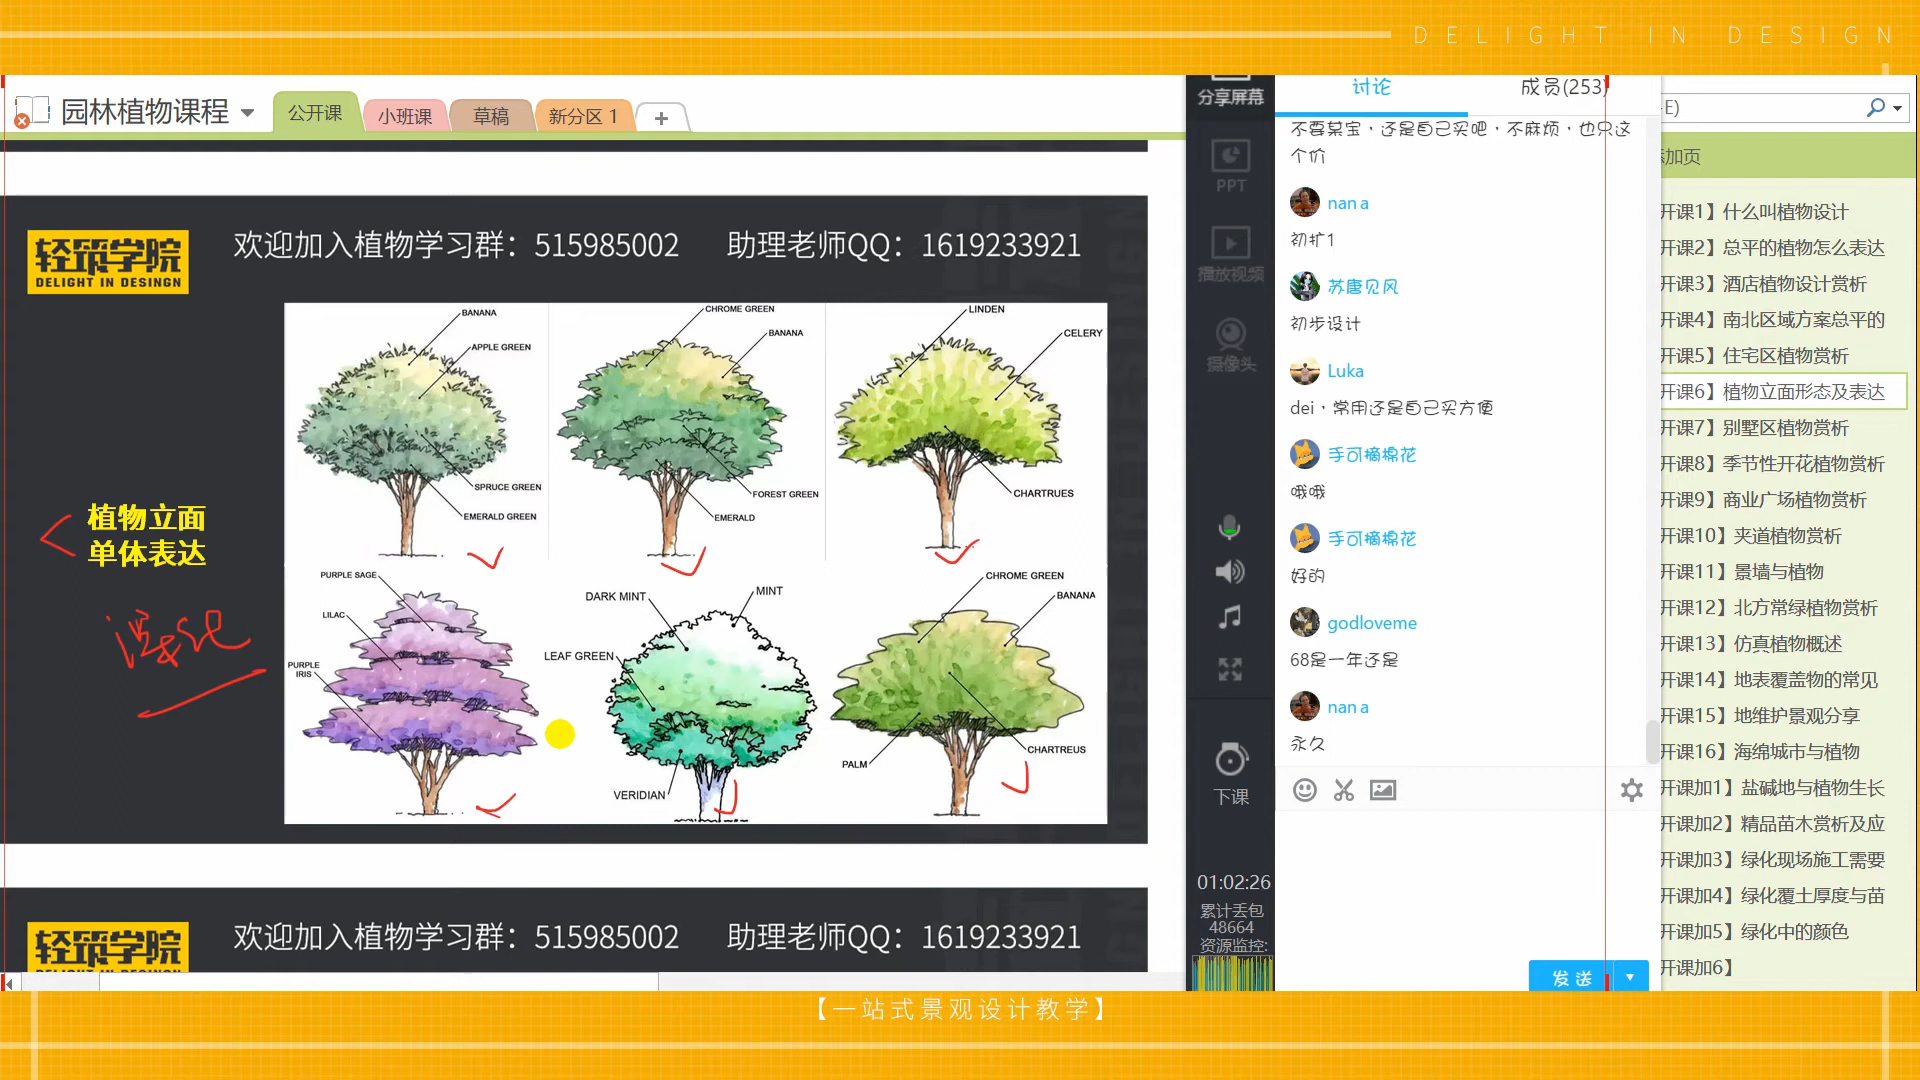 DELIGHT IN DESIGN
园林植物课程
公开课
小班课
草稿
新分区 1
分享屏幕
PPT
播放视频
摄像头
下课
01:02:26
累计丢包
48664
资源监控:
讨论
成员(253)
不要某宝，还是自己买吧，不麻烦，也只这
个价
nana
初扩1
苏唐见风
初步设计
Luka
dei，常用还是自己买方便
手可摘棉花
哦哦
手可摘棉花
好的
godloveme
68是一年还是
nana
永久
发送
E)
加页
开课1】什么叫植物设计
开课2】总平的植物怎么表达
开课3】酒店植物设计赏析
开课4】南北区域方案总平的
开课5】住宅区植物赏析
开课6】植物立面形态及表达
开课7】别墅区植物赏析
开课8】季节性开花植物赏析
开课9】商业广场植物赏析
开课10】夹道植物赏析
开课11】景墙与植物
开课12】北方常绿植物赏析
开课13】仿真植物概述
开课14】地表覆盖物的常见
开课15】地维护景观分享
开课16】海绵城市与植物
开课加1】盐碱地与植物生长
开课加2】精品苗木赏析及应
开课加3】绿化现场施工需要
开课加4】绿化覆土厚度与苗
开课加5】绿化中的颜色
开课加6】
轻筑学院
DELIGHT IN DESINGN
欢迎加入植物学习群：515985002 助理老师QQ：1619233921
植物立面
单体表达
BANANA
APPLE GREEN
SPRUCE GREEN
EMERALD GREEN
CHROME GREEN
BANANA
FOREST GREEN
EMERALD
LINDEN
CELERY
CHARTRUES
PURPLE SAGE
LILAC
PURPLE
IRIS
DARK MINT
MINT
LEAF GREEN
VERIDIAN
CHROME GREEN
BANANA
CHARTREUS
PALM
轻筑学院
欢迎加入植物学习群：515985002 助理老师QQ：1619233921
【一站式景观设计教学】